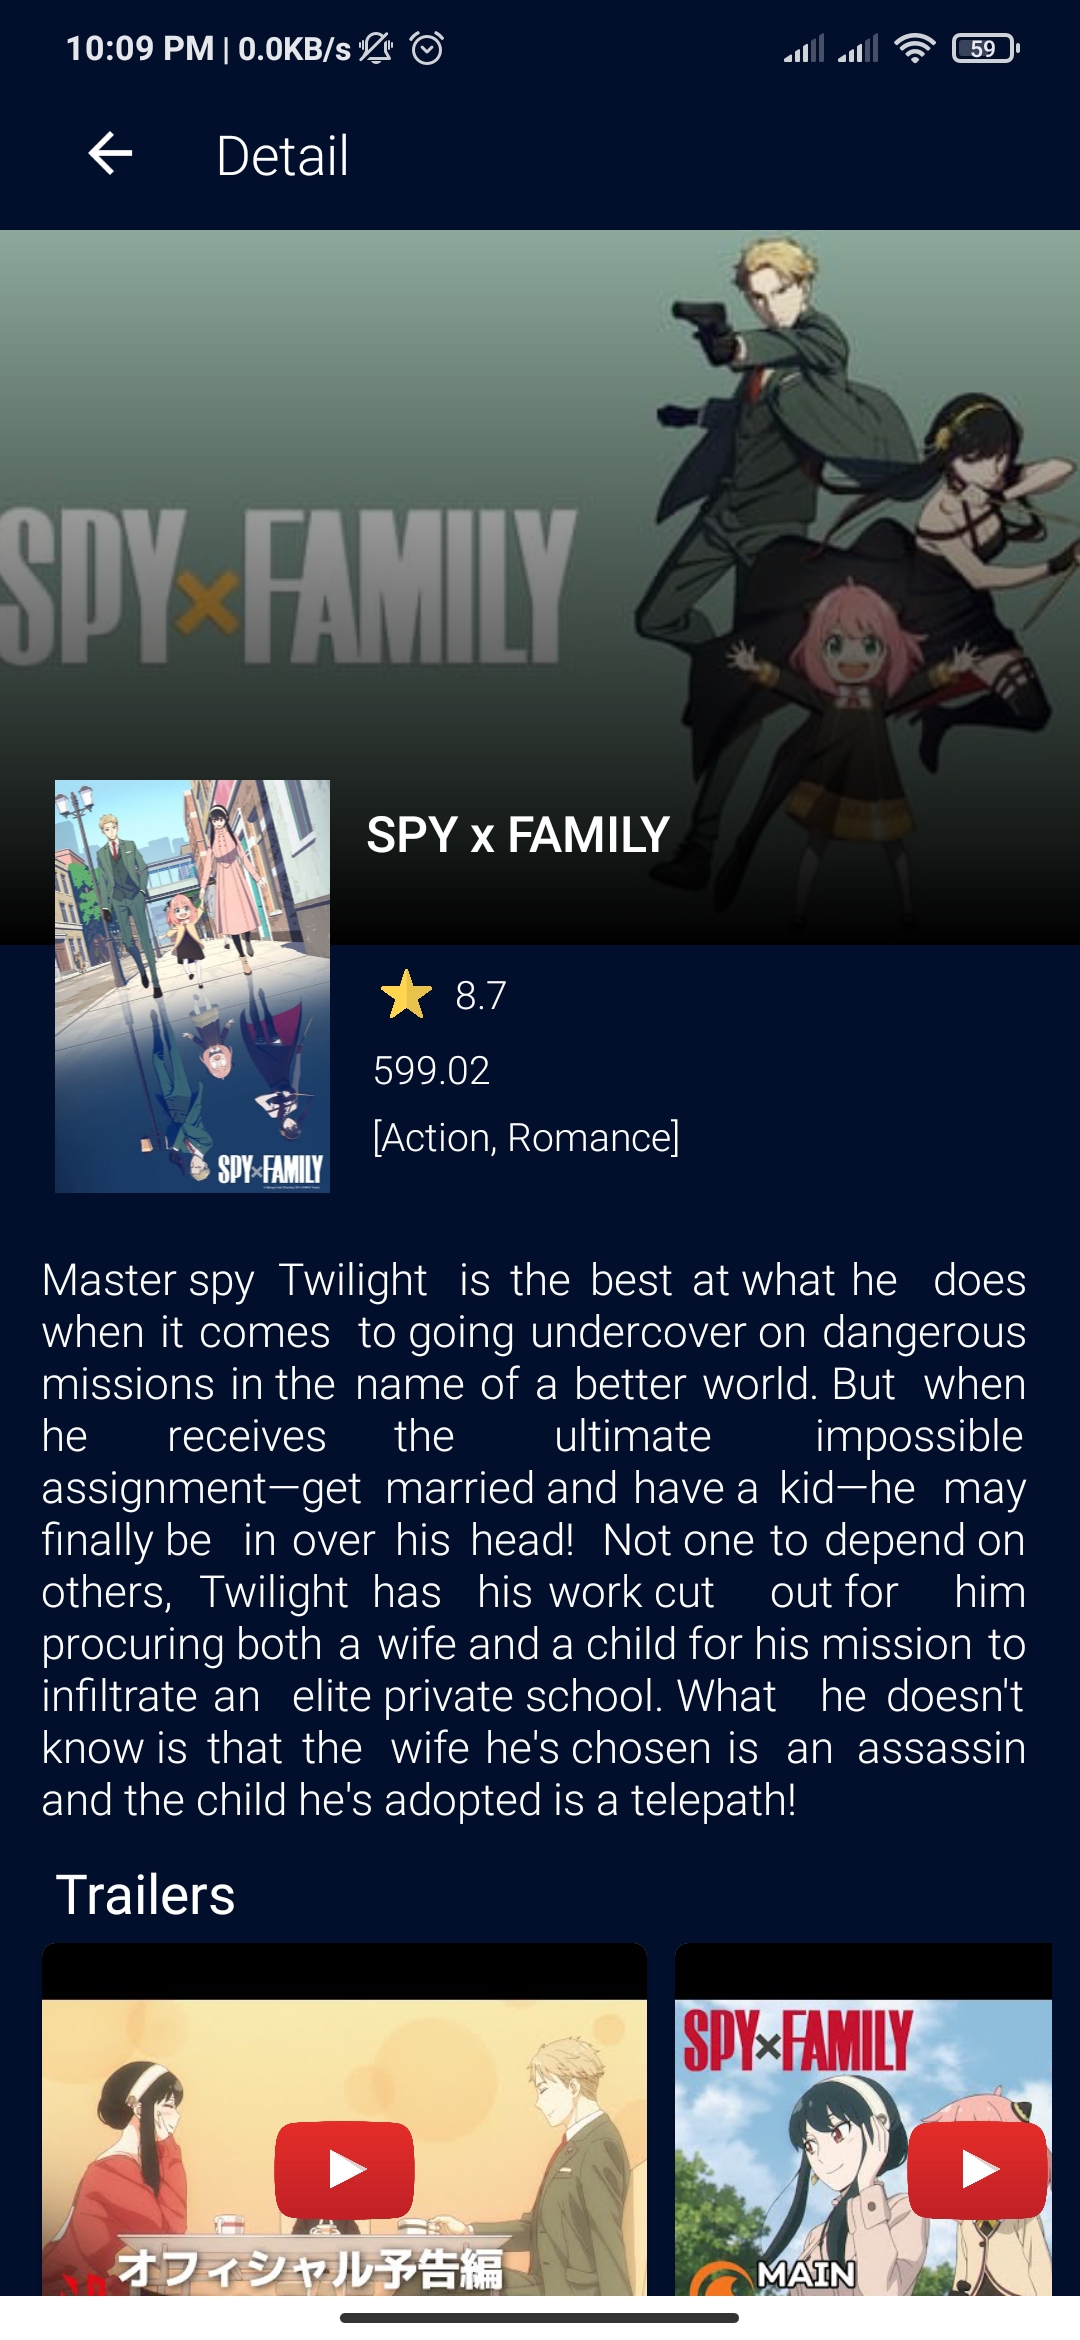 10:09 PM | 0.0KB/s
59
Detail
SPY×FAMILY
SPY x FAMILY
8.7
599.02
[Action, Romance]
SPY×FAMILY
Master spy Twilight is the best at what he does
when it comes to going undercover on dangerous
missions in the name of a better world. But when
he receives the ultimate impossible
assignment—get married and have a kid—he may
finally be in over his head! Not one to depend on
others, Twilight has his work cut out for him
procuring both a wife and a child for his mission to
infiltrate an elite private school. What he doesn't
know is that the wife he's chosen is an assassin
and the child he's adopted is a telepath!
Trailers
オフィシャル予告編
SPY×FAMILY
MAIN